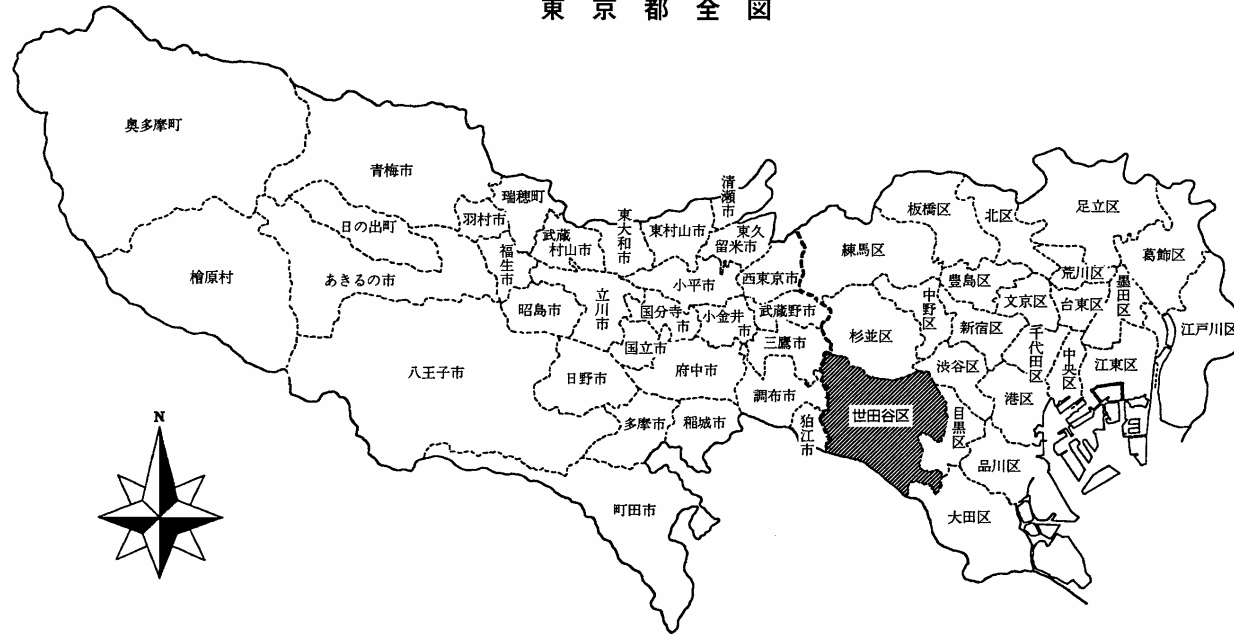 東京都全図
奥多摩町
青梅市
瑞穂町
羽村市
日の出町
檜原村
あきるの市
福生市
武蔵
村山市
東大和市
東村山市
清瀬市
東久
留米市
小平市
西東京市
昭島市
立川市
国分寺
市
小金井
市
武蔵野市
国立市
三鷹市
八王子市
日野市
府中市
調布市
多摩市
稲城市
狛江市
町田市
練馬区
板橋区
北区
足立区
葛飾区
荒川区
豊島区
文京区
台東区
墨田区
江戸川区
中野区
杉並区
新宿区
千代田区
渋谷区
中央区
江東区
世田谷区
目黒区
港区
品川区
大田区
N